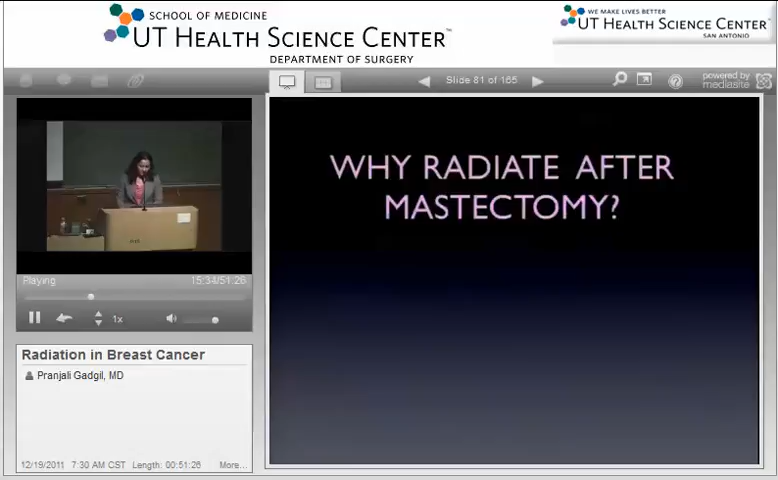 SCHOOL OF MEDICINE
UT HEALTH SCIENCE CENTER™
DEPARTMENT OF SURGERY
WE MAKE LIVES BETTER
UT HEALTH SCIENCE CENTER
SAN ANTONIO
Slide 81 of 165
powered by
mediasite
WHY RADIATE AFTER
MASTECTOMY?
Playing 15:34/51:26
1x
Radiation in Breast Cancer
Pranjali Gadgil, MD
12/19/2011 7:30 AM CST Length: 00:51:26 More...